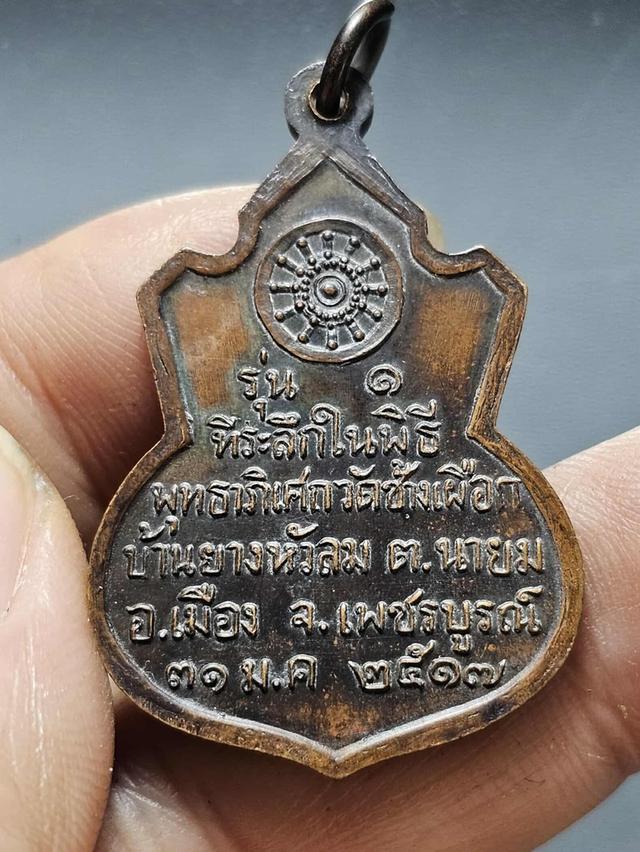 รุ่น ๑
ที่ระลึกในพิธี
พุทธาภิเศกวัดช้างเผือก
บ้านยางหัวลม ต.นายม
อ.เมือง จ.เพชรบูรณ์
๓๑ ม.ค ๒๕๑๗